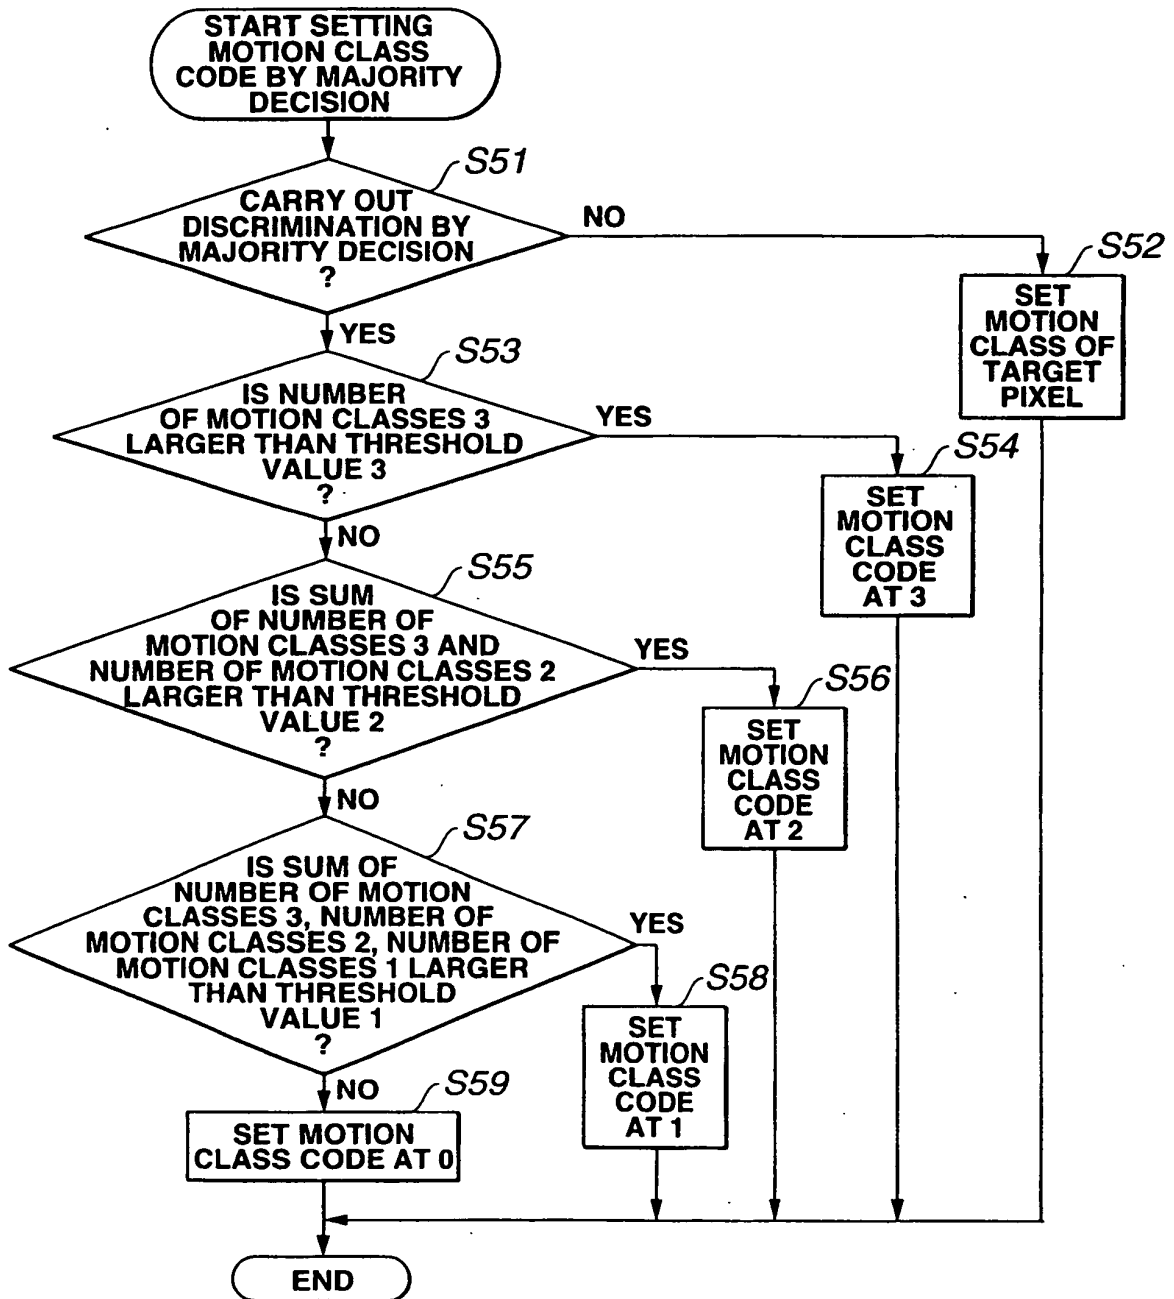 START SETTING
MOTION CLASS
CODE BY MAJORITY
DECISION
S51
CARRY OUT
DISCRIMINATION BY
MAJORITY DECISION
?
NO
S52
SET
MOTION
CLASS OF
TARGET
PIXEL
YES
S53
IS NUMBER
OF MOTION CLASSES 3
LARGER THAN THRESHOLD
VALUE 3
?
YES
S54
SET
MOTION
CLASS
CODE
AT 3
NO
S55
IS SUM
OF NUMBER OF
MOTION CLASSES 3 AND
NUMBER OF MOTION CLASSES 2
LARGER THAN THRESHOLD
VALUE 2
?
YES
S56
SET
MOTION
CLASS
CODE
AT 2
NO
S57
IS SUM OF
NUMBER OF MOTION
CLASSES 3, NUMBER OF
MOTION CLASSES 2, NUMBER OF
MOTION CLASSES 1 LARGER
THAN THRESHOLD
VALUE 1
?
YES
S58
SET
MOTION
CLASS
CODE
AT 1
NO
S59
SET MOTION
CLASS CODE AT 0
END